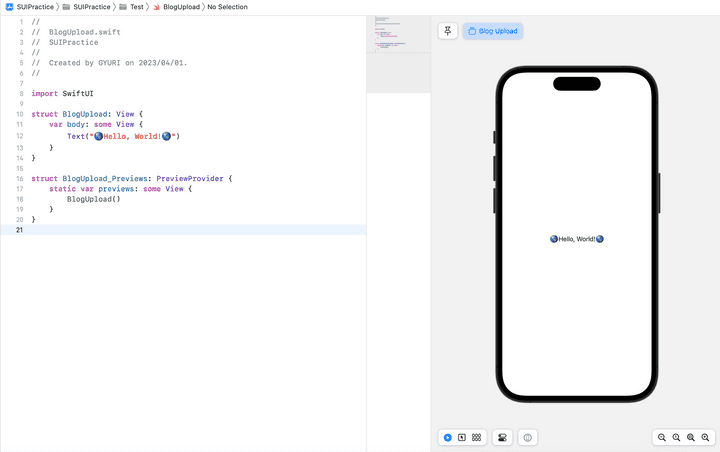 SUIPractice 〉 SUIPractice 〉 Test 〉 BlogUpload 〉 No Selection
1 //
2 //  BlogUpload.swift
3 //  SUIPractice
4 //
5 //  Created by GYURI on 2023/04/01.
6 //
7
8 import SwiftUI
9
10 struct BlogUpload: View {
11     var body: some View {
12         Text("🌏Hello, World!🌏")
13     }
14 }
15
16 struct BlogUpload_Previews: PreviewProvider {
17     static var previews: some View {
18         BlogUpload()
19     }
20 }
21
Blog Upload
🌏Hello, World!🌏